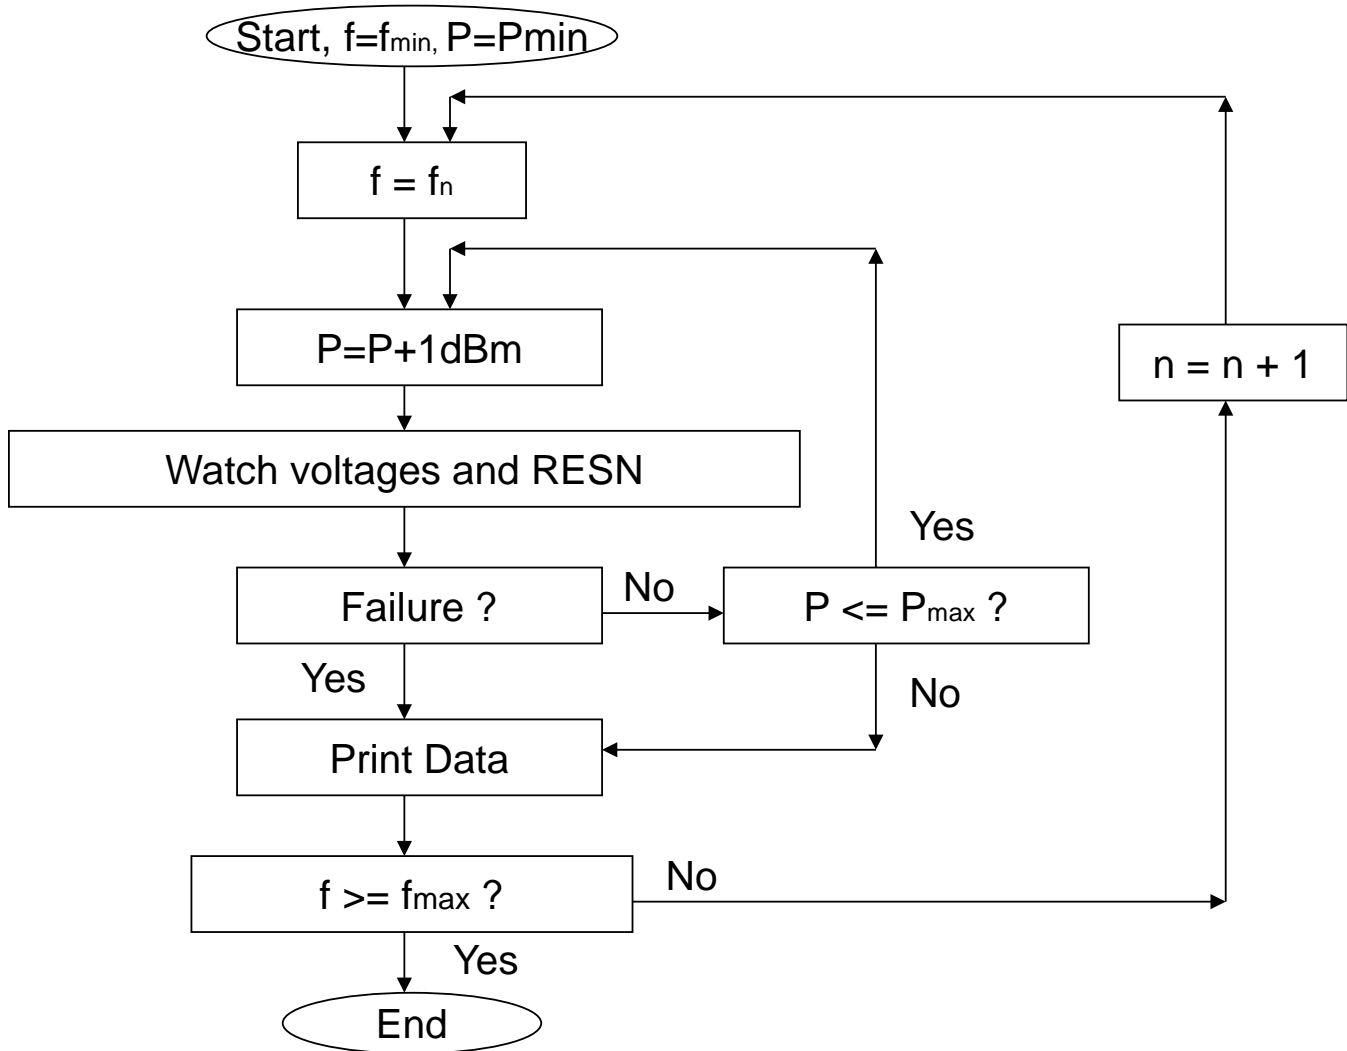 Start, f=fmin, P=Pmin
f = fn
P=P+1dBm
n = n + 1
Watch voltages and RESN
Yes
Failure ?
No
P <= Pmax ?
Yes
No
Print Data
f >= fmax ?
No
Yes
End